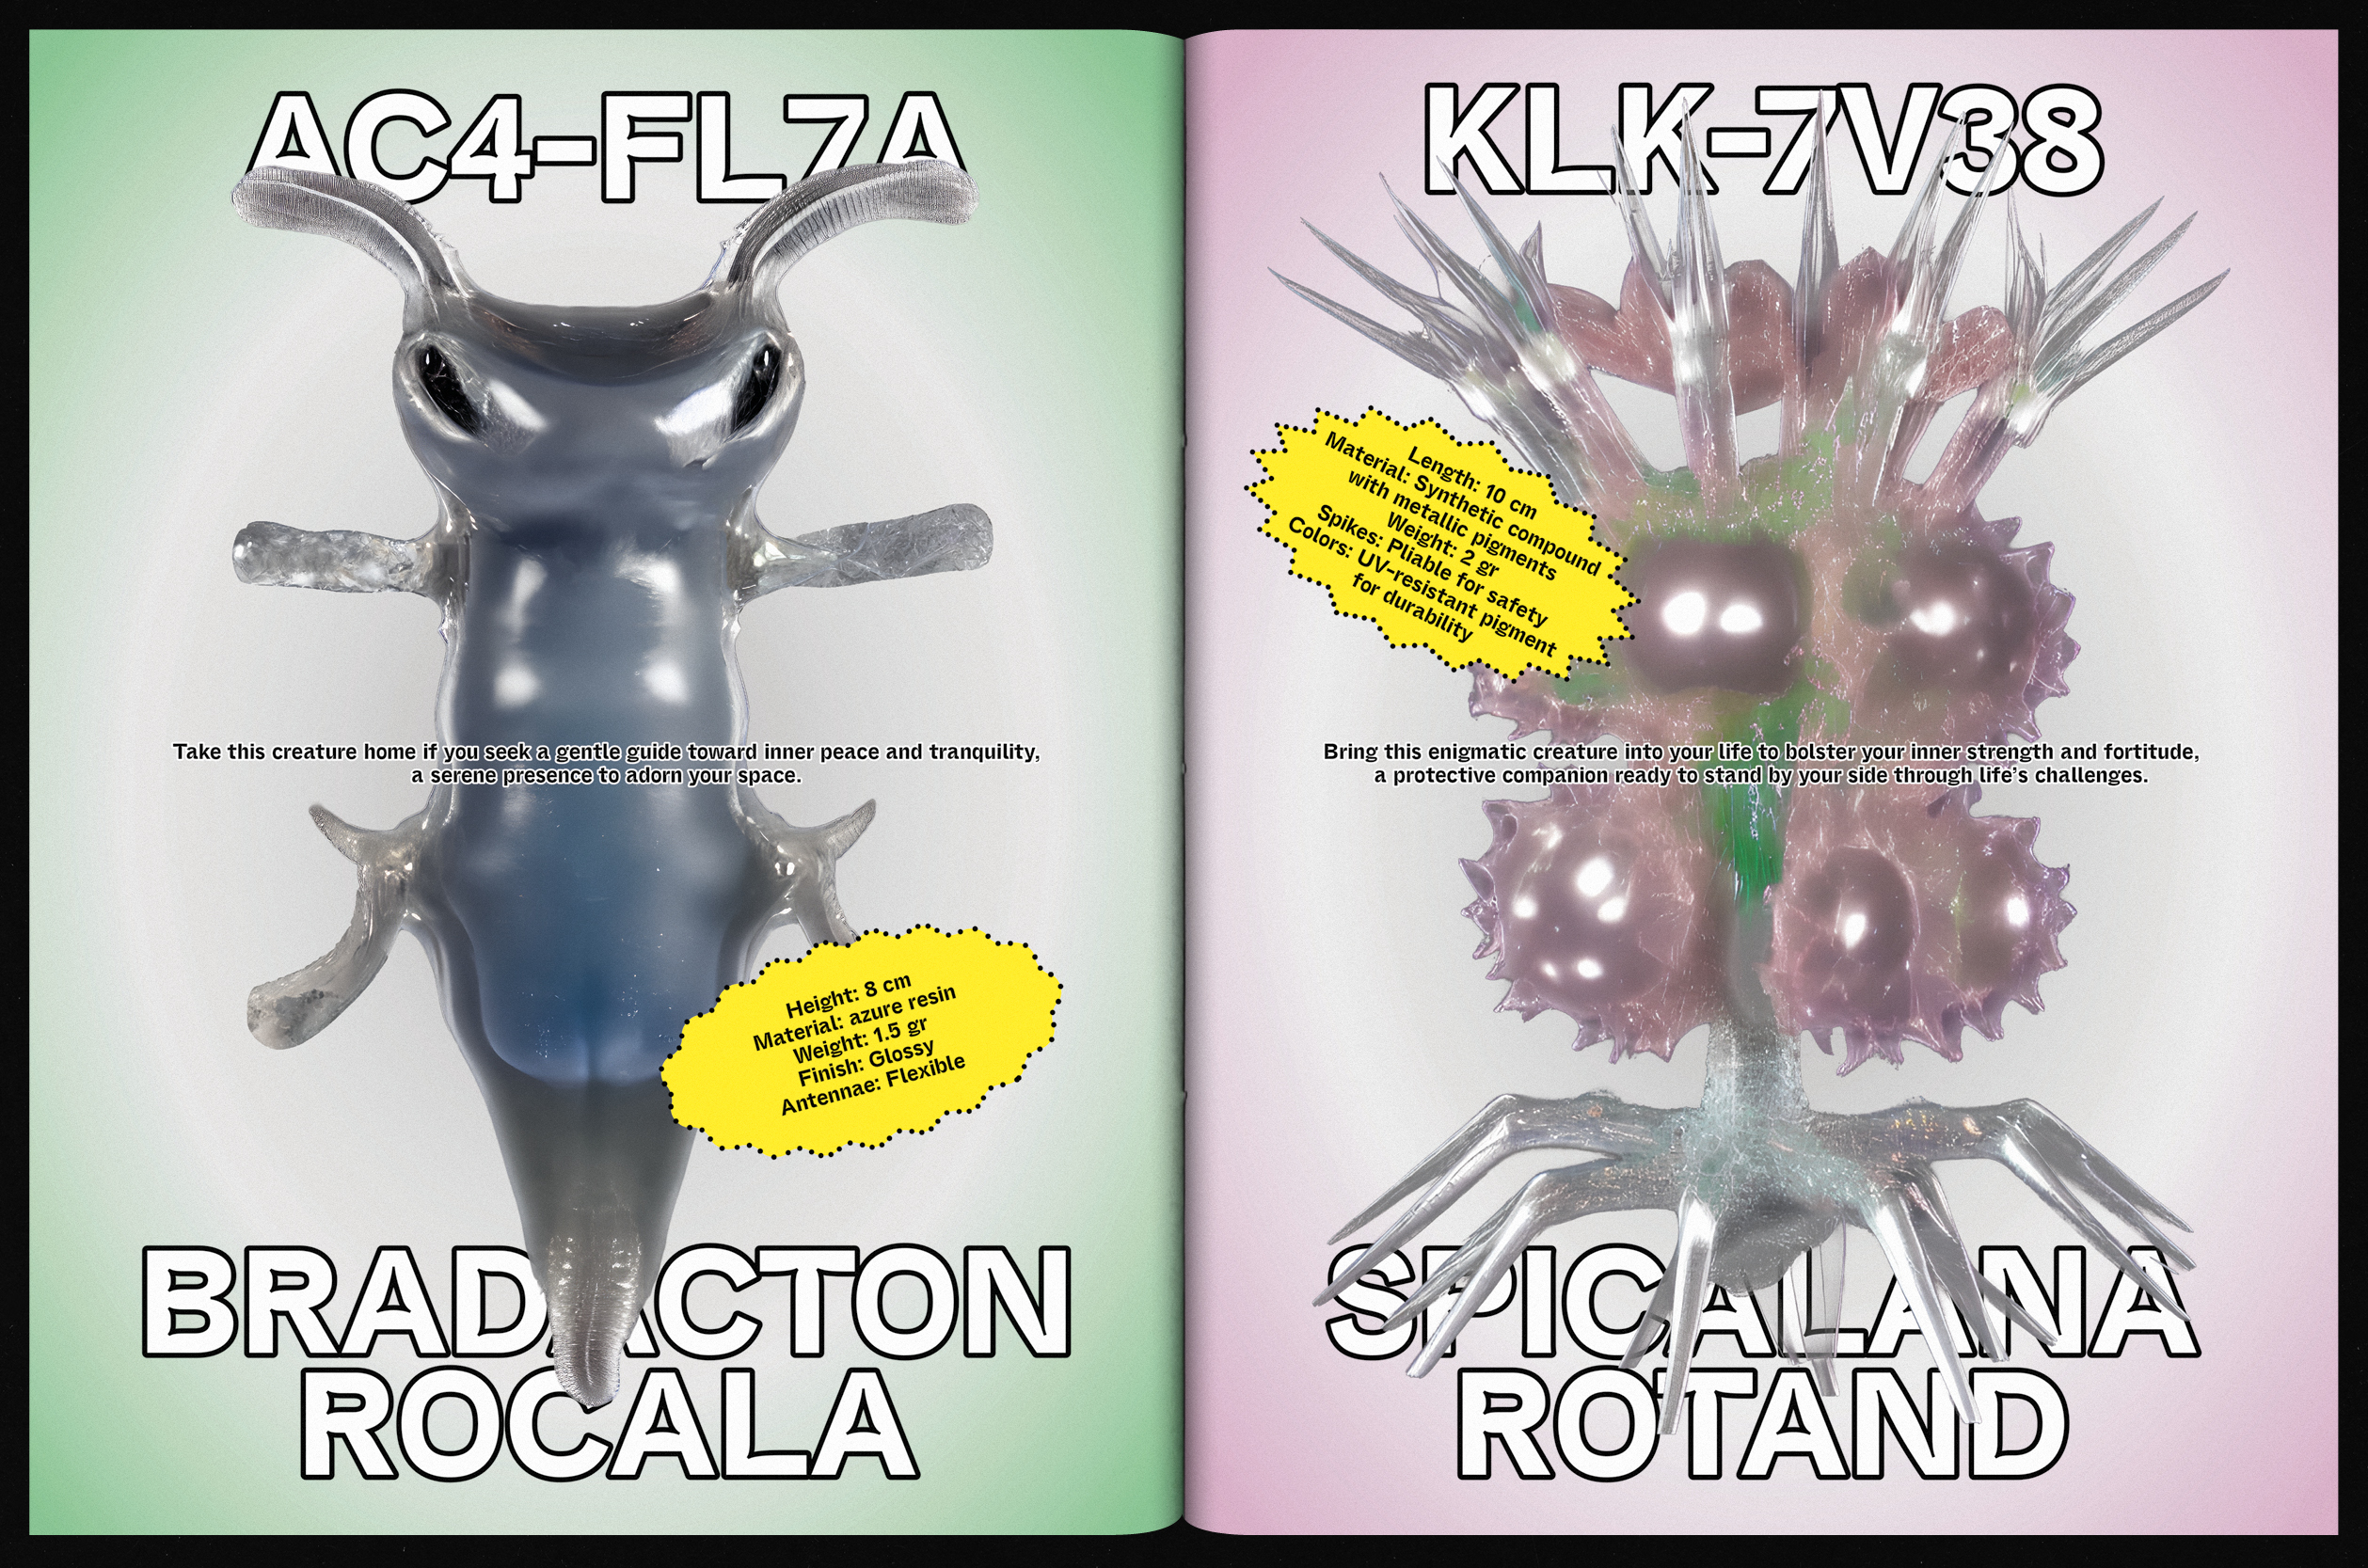 AC4-FL7A
Take this creature home if you seek a gentle guide toward inner peace and tranquility,
a serene presence to adorn your space.
Height: 8 cm
Material: azure resin
Weight: 1.5 gr
Finish: Glossy
Antennae: Flexible
BRADACTON
ROCALA
KLK-7V38
Length: 10 cm
Material: Synthetic compound
with metallic pigments
Weight: 2 gr
Spikes: Pliable for safety
Colors: UV-resistant pigment
for durability
Bring this enigmatic creature into your life to bolster your inner strength and fortitude,
a protective companion ready to stand by your side through life's challenges.
SPICALANA
ROTAND